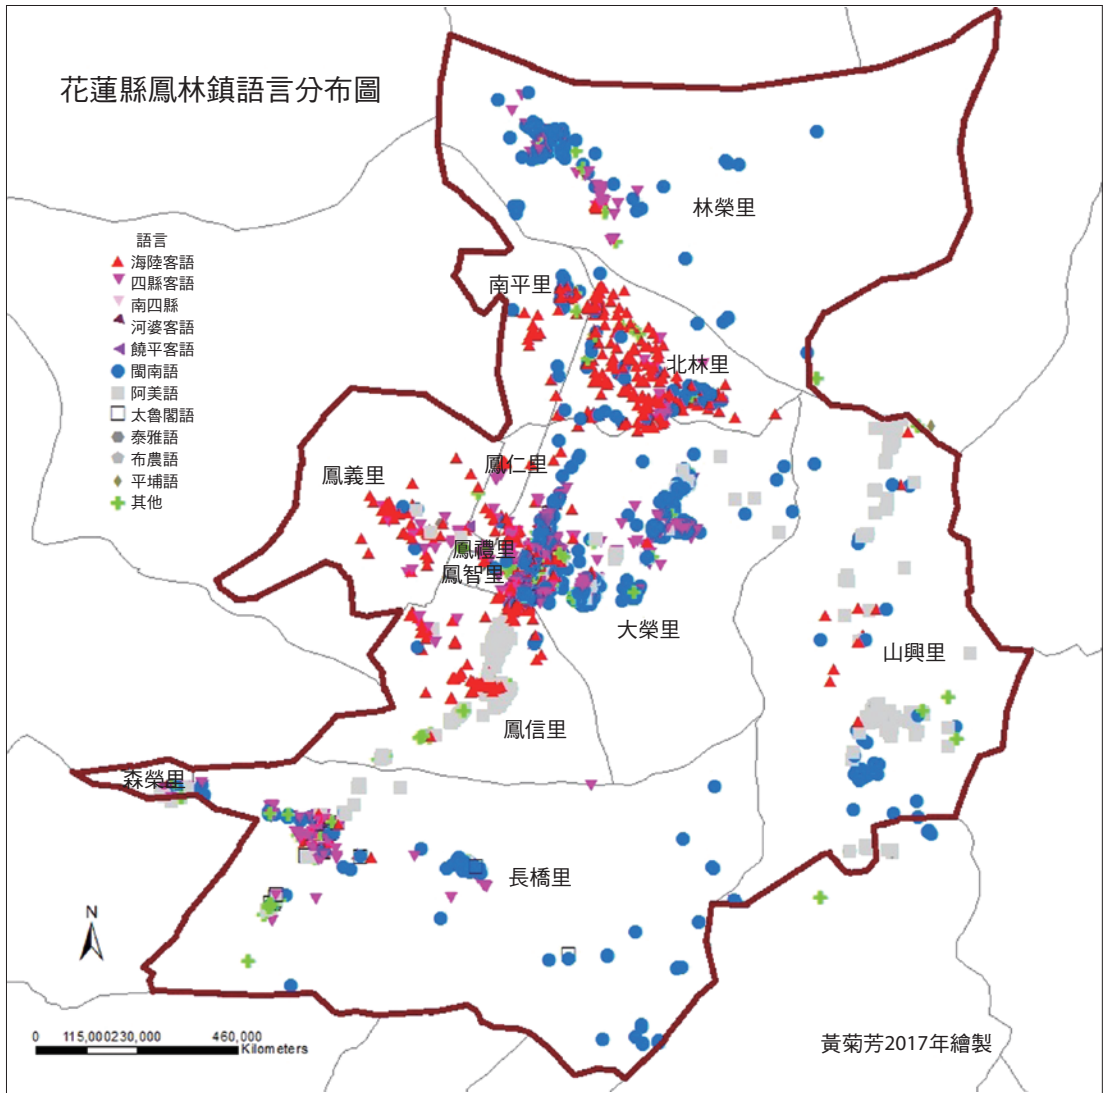 花蓮縣鳳林鎮語言分布圖
林榮里
語言
海陸客語
四縣客語
南四縣
河婆客語
饒平客語
閩南語
阿美語
太魯閣語
泰雅語
布農語
平埔語
其他
南平里
北林里
鳳仁里
鳳義里
鳳禮里
鳳智里
大榮里
山興里
鳳信里
森榮里
長橋里
N
0 115,000230,000 460,000
Kilometers
黃菊芳2017年繪製